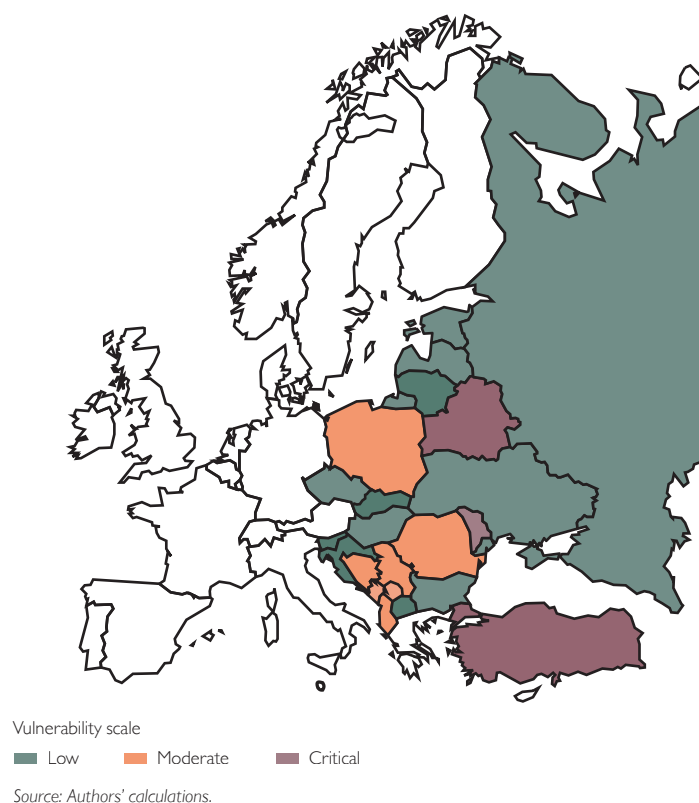 Vulnerability scale
Low Moderate Critical
Source: Authors’ calculations.